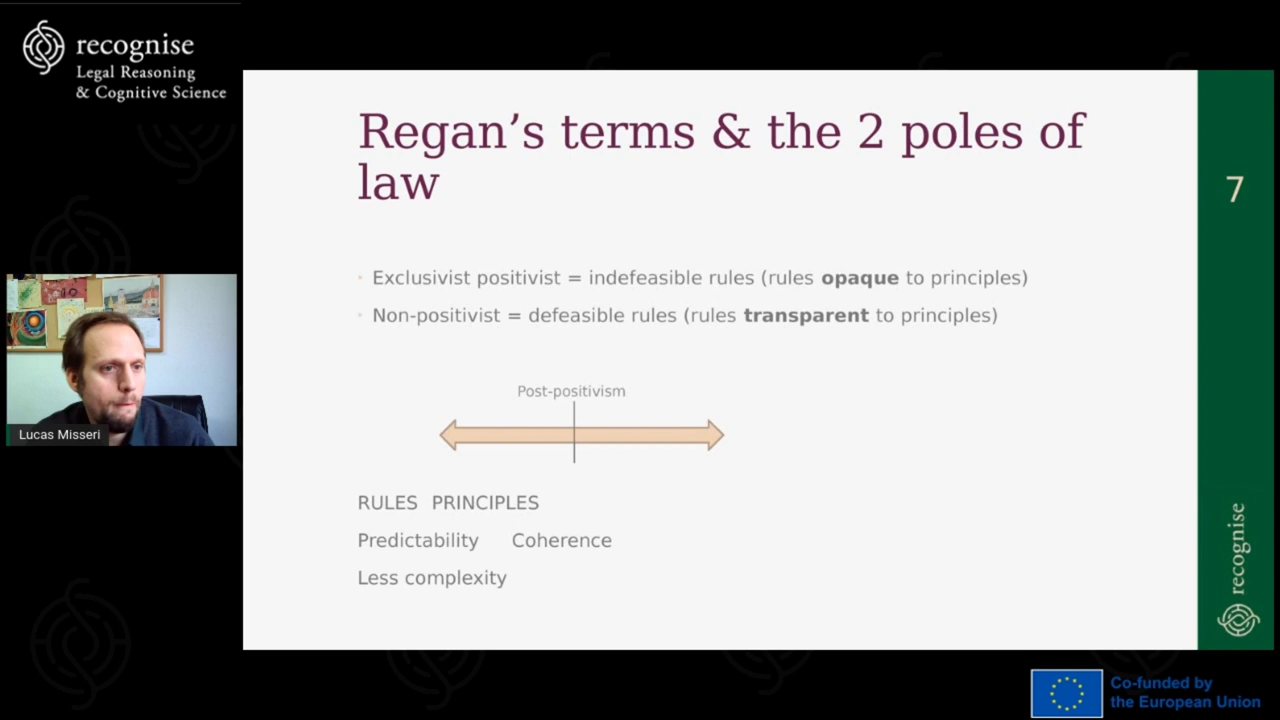 recognise
Legal Reasoning
& Cognitive Science
Regan’s terms & the 2 poles of
law
7
Exclusivist positivist = indefeasible rules (rules opaque to principles)
Non-positivist = defeasible rules (rules transparent to principles)
Post-positivism
Lucas Misseri
RULES PRINCIPLES
Predictability Coherence
Less complexity
recognise
Co-funded by
the European Union